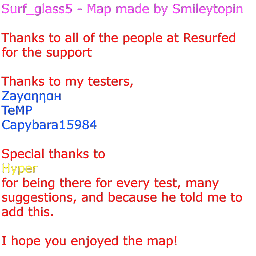 Surf_glass5 - Map made by Smileytopin
Thanks to all of the people at Resurfed
for the support
Thanks to my testers,
Zayαηηαн
TeMP
Capybara15984
Special thanks to
Hyper
for being there for every test, many
suggestions, and because he told me to
add this.
I hope you enjoyed the map!